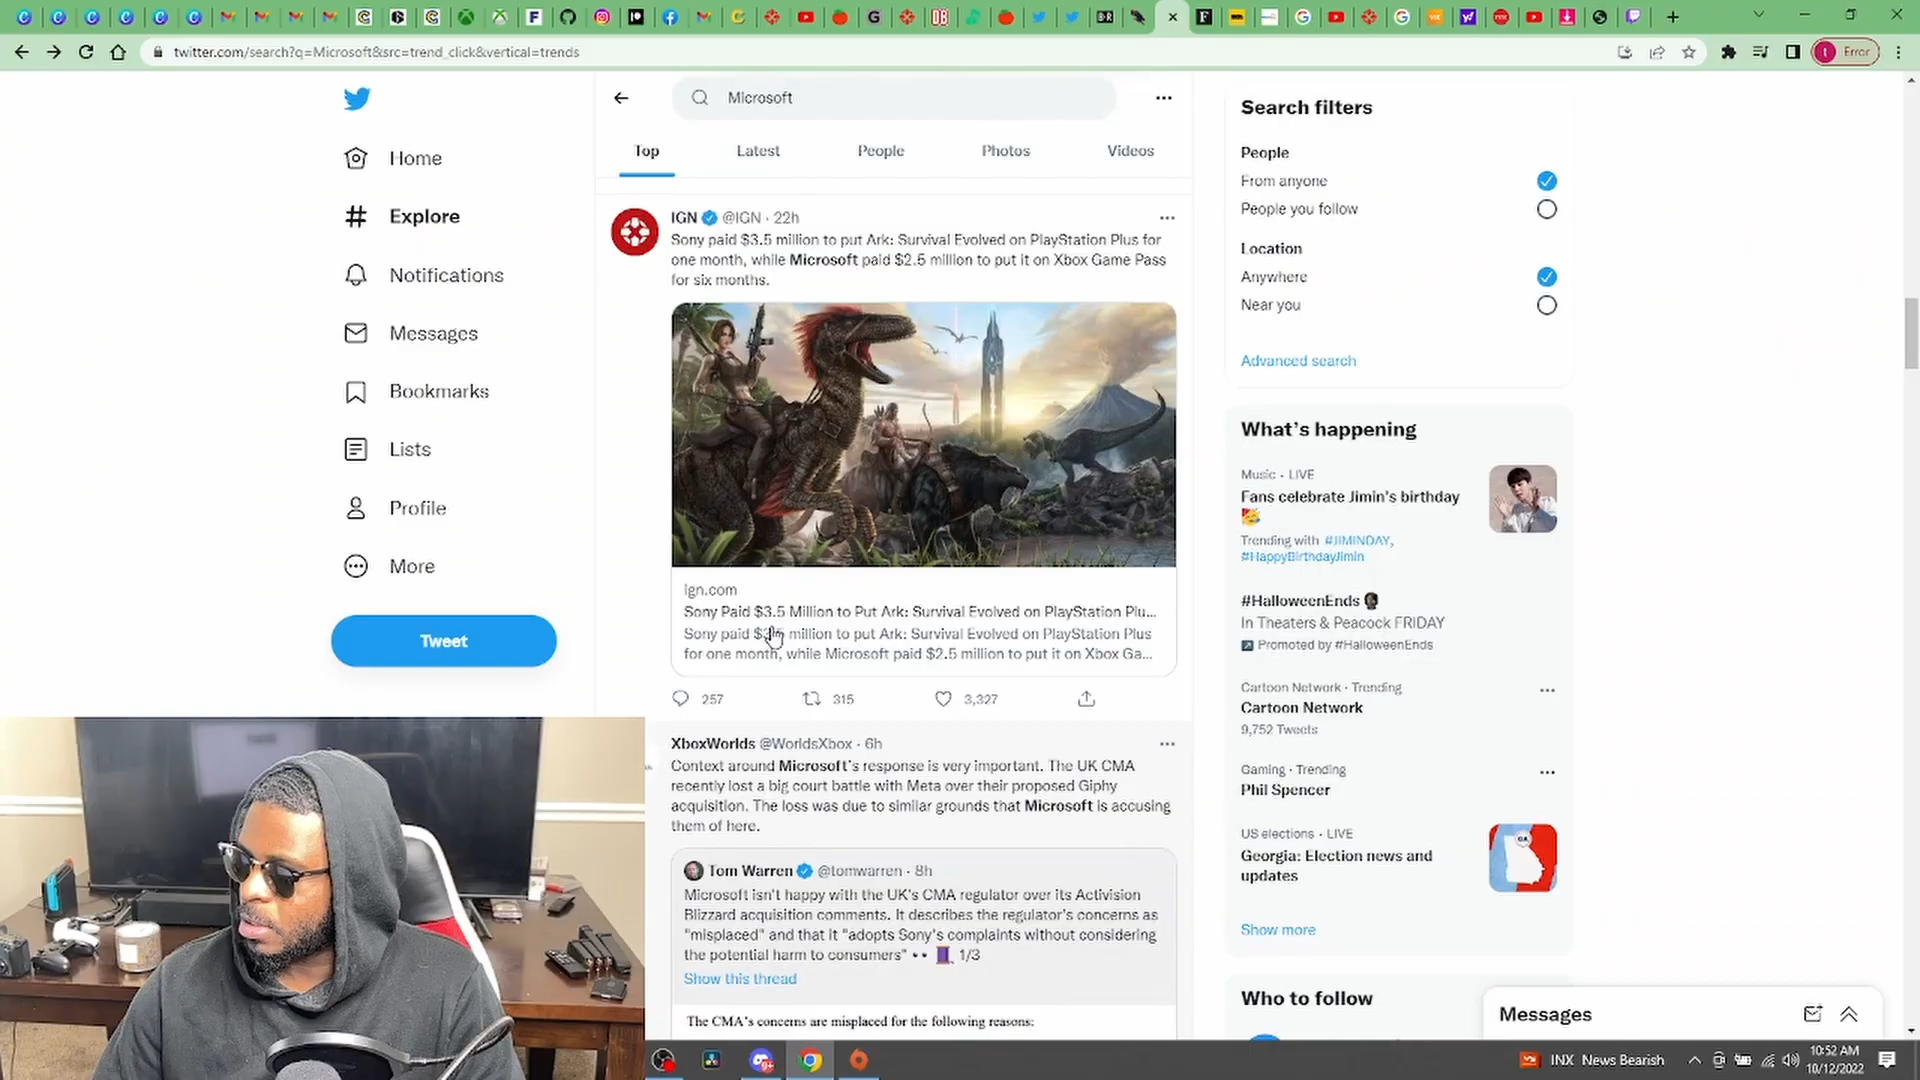 twitter.com/search?q=Microsoft&src=trend_click&vertical=trends
Error
Microsoft
Top
Latest
People
Photos
Videos
Home
Explore
Notifications
Messages
Bookmarks
Lists
Profile
More
Tweet
IGN @IGN · 22h
Sony paid $3.5 million to put Ark: Survival Evolved on PlayStation Plus for
one month, while Microsoft paid $2.5 million to put it on Xbox Game Pass
for six months.
ign.com
Sony Paid $3.5 Million to Put Ark: Survival Evolved on PlayStation Plu...
Sony paid $3.5 million to put Ark: Survival Evolved on PlayStation Plus
for one month, while Microsoft paid $2.5 million to put it on Xbox Ga...
257
315
3,327
XboxWorlds @WorldsXbox · 6h
Context around Microsoft's response is very important. The UK CMA
recently lost a big court battle with Meta over their proposed Giphy
acquisition. The loss was due to similar grounds that Microsoft is accusing
them of here.
Tom Warren @tomwarren · 8h
Microsoft isn't happy with the UK's CMA regulator over its Activision
Blizzard acquisition comments. It describes the regulator's concerns as
"misplaced" and that it "adopts Sony's complaints without considering
the potential harm to consumers" 👀 🧵 1/3
Show this thread
The CMA's concerns are misplaced for the following reasons:
Search filters
People
From anyone
People you follow
Location
Anywhere
Near you
Advanced search
What's happening
Music · LIVE
Fans celebrate Jimin's birthday
🥳
Trending with #JIMINDAY,
#HappyBirthdayJimin
#HalloweenEnds
In Theaters & Peacock FRIDAY
Promoted by #HalloweenEnds
Cartoon Network · Trending
Cartoon Network
9,752 Tweets
Gaming · Trending
Phil Spencer
US elections · LIVE
Georgia: Election news and
updates
Show more
Who to follow
Messages
INX News Bearish
10:52 AM
10/12/2022